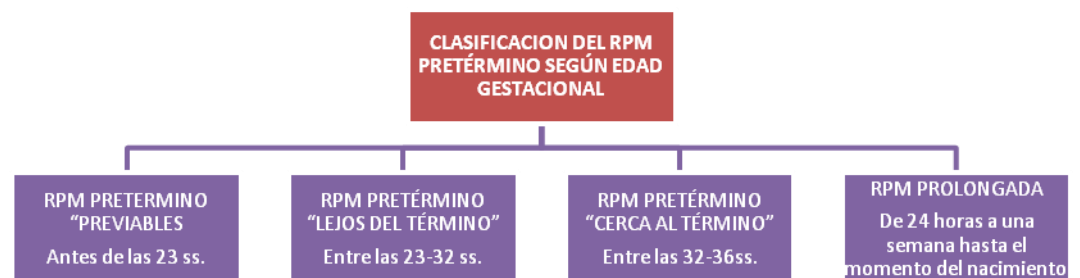 CLASIFICACION DEL RPM
PRETÉRMINO SEGÚN EDAD
GESTACIONAL
RPM PRETERMINO
“PREVIABLES
Antes de las 23 ss.
RPM PRETÉRMINO
“LEJOS DEL TÉRMINO”
Entre las 23-32 ss.
RPM PRETÉRMINO
“CERCA AL TÉRMINO”
Entre las 32-36ss.
RPM PROLONGADA
De 24 horas a una
semana hasta el
momento del nacimiento